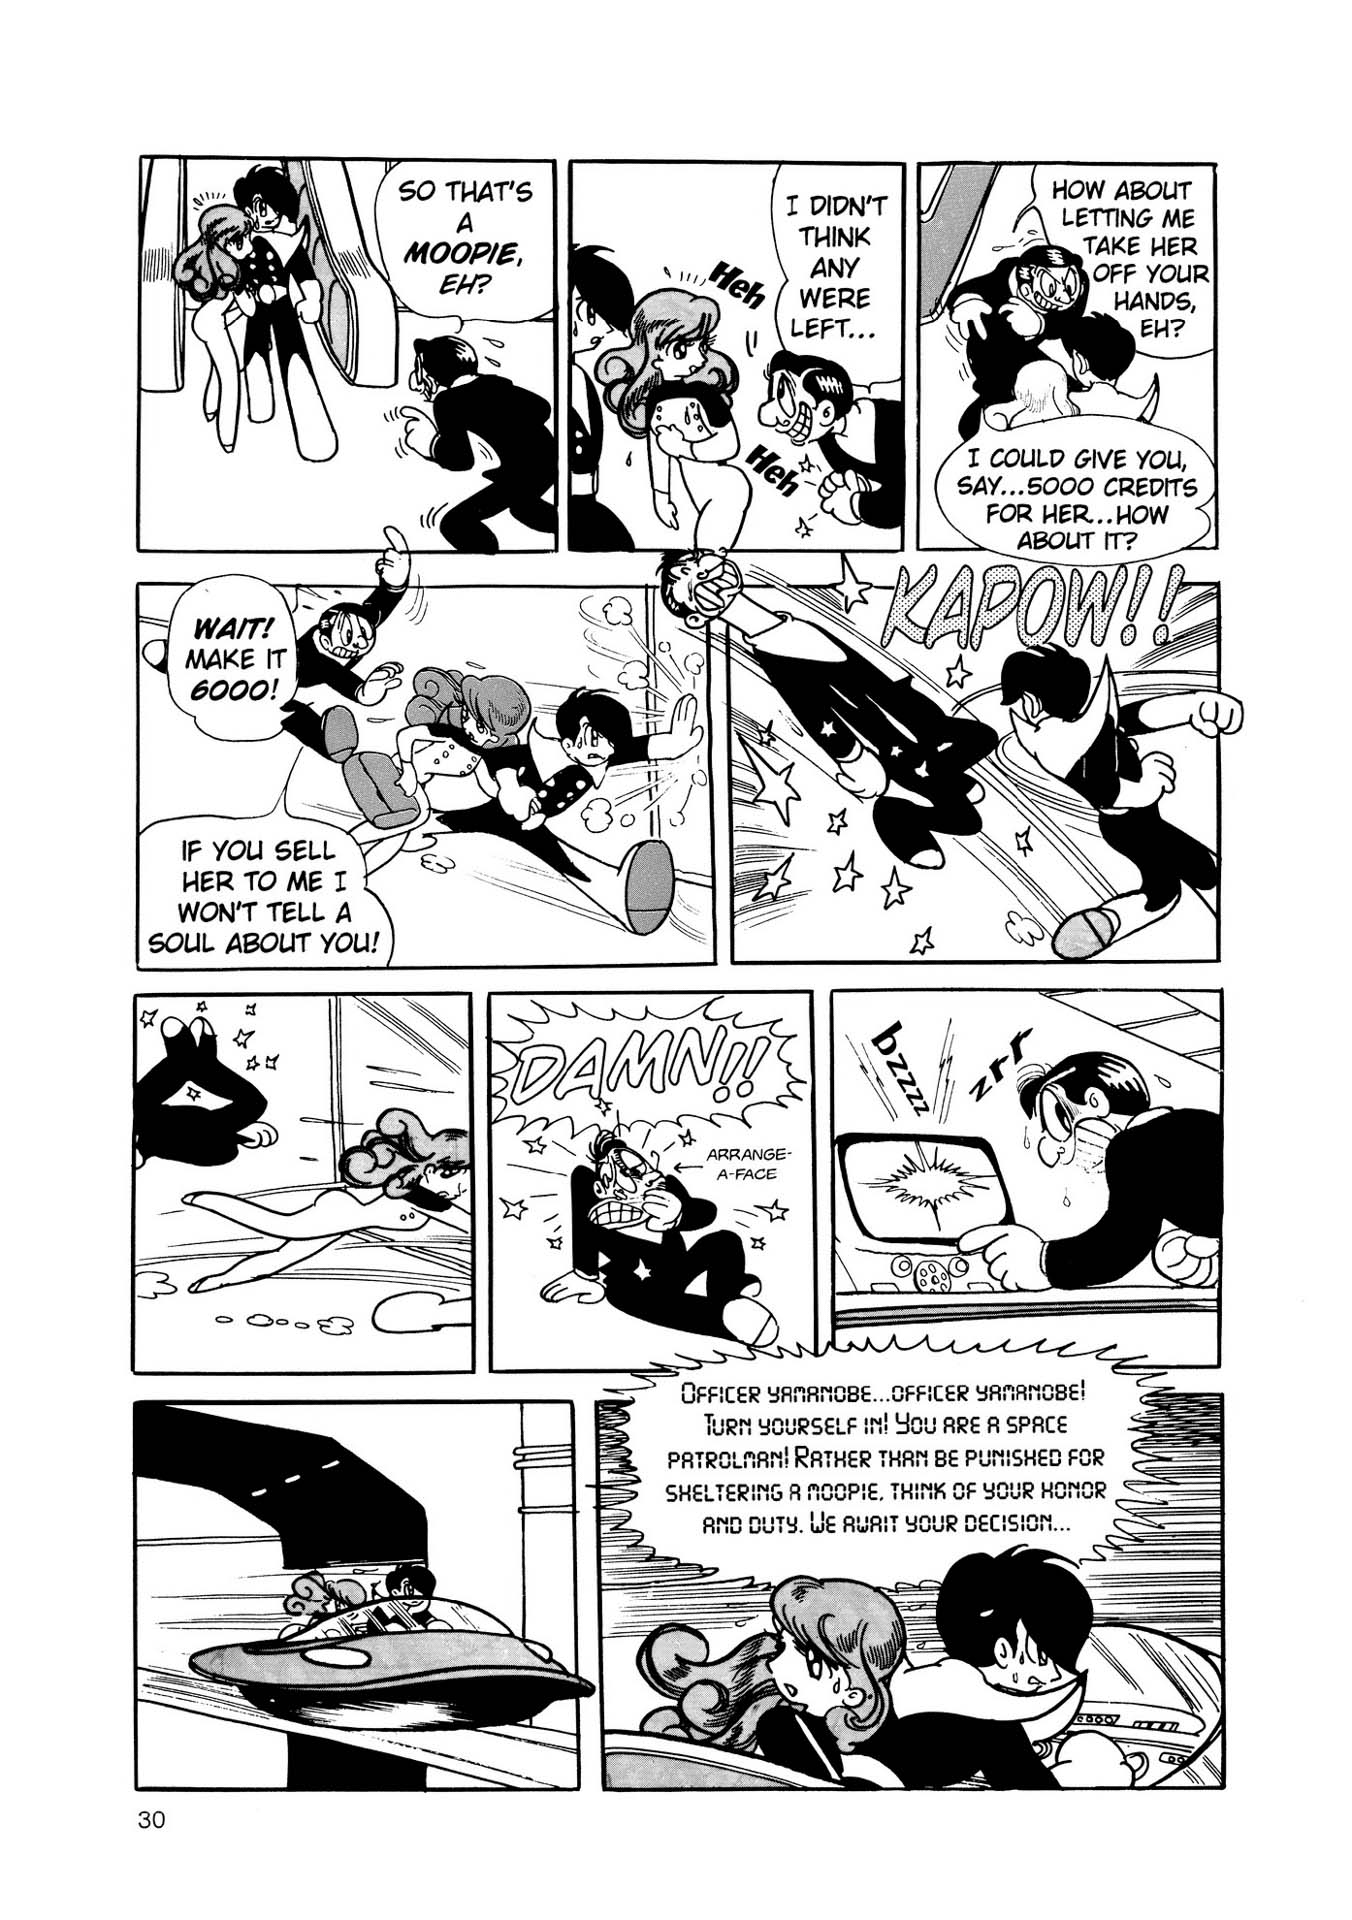 SO THAT'S
A
MOOPIE,
EH?
I DIDN'T
THINK
ANY
WERE
LEFT...
Heh
Heh
HOW ABOUT
LETTING ME
TAKE HER
OFF YOUR
HANDS,
EH?
I COULD GIVE YOU,
SAY...5000 CREDITS
FOR HER...HOW
ABOUT IT?
WAIT!
MAKE IT
6000!
IF YOU SELL
HER TO ME I
WON'T TELL A
SOUL ABOUT YOU!
KAPOW!!
DAMN!!
ARRANGE-
A-FACE
bzzzz
zrr
OFFICER YAMANOBE...OFFICER YAMANOBE!
TURN YOURSELF IN! YOU ARE A SPACE
PATROLMAN! RATHER THAN BE PUNISHED FOR
SHELTERING A MOOPIE, THINK OF YOUR HONOR
AND DUTY. WE AWAIT YOUR DECISION...
30